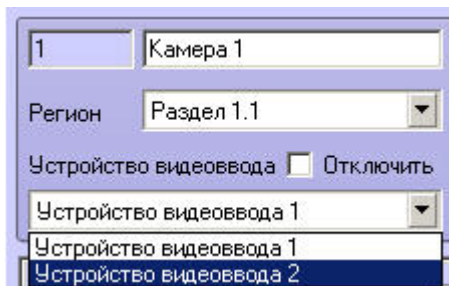 1 Камера 1
Регион Раздел 1.1
Устройство видеоввода Отключить
Устройство видеоввода 1
Устройство видеоввода 1
Устройство видеоввода 2